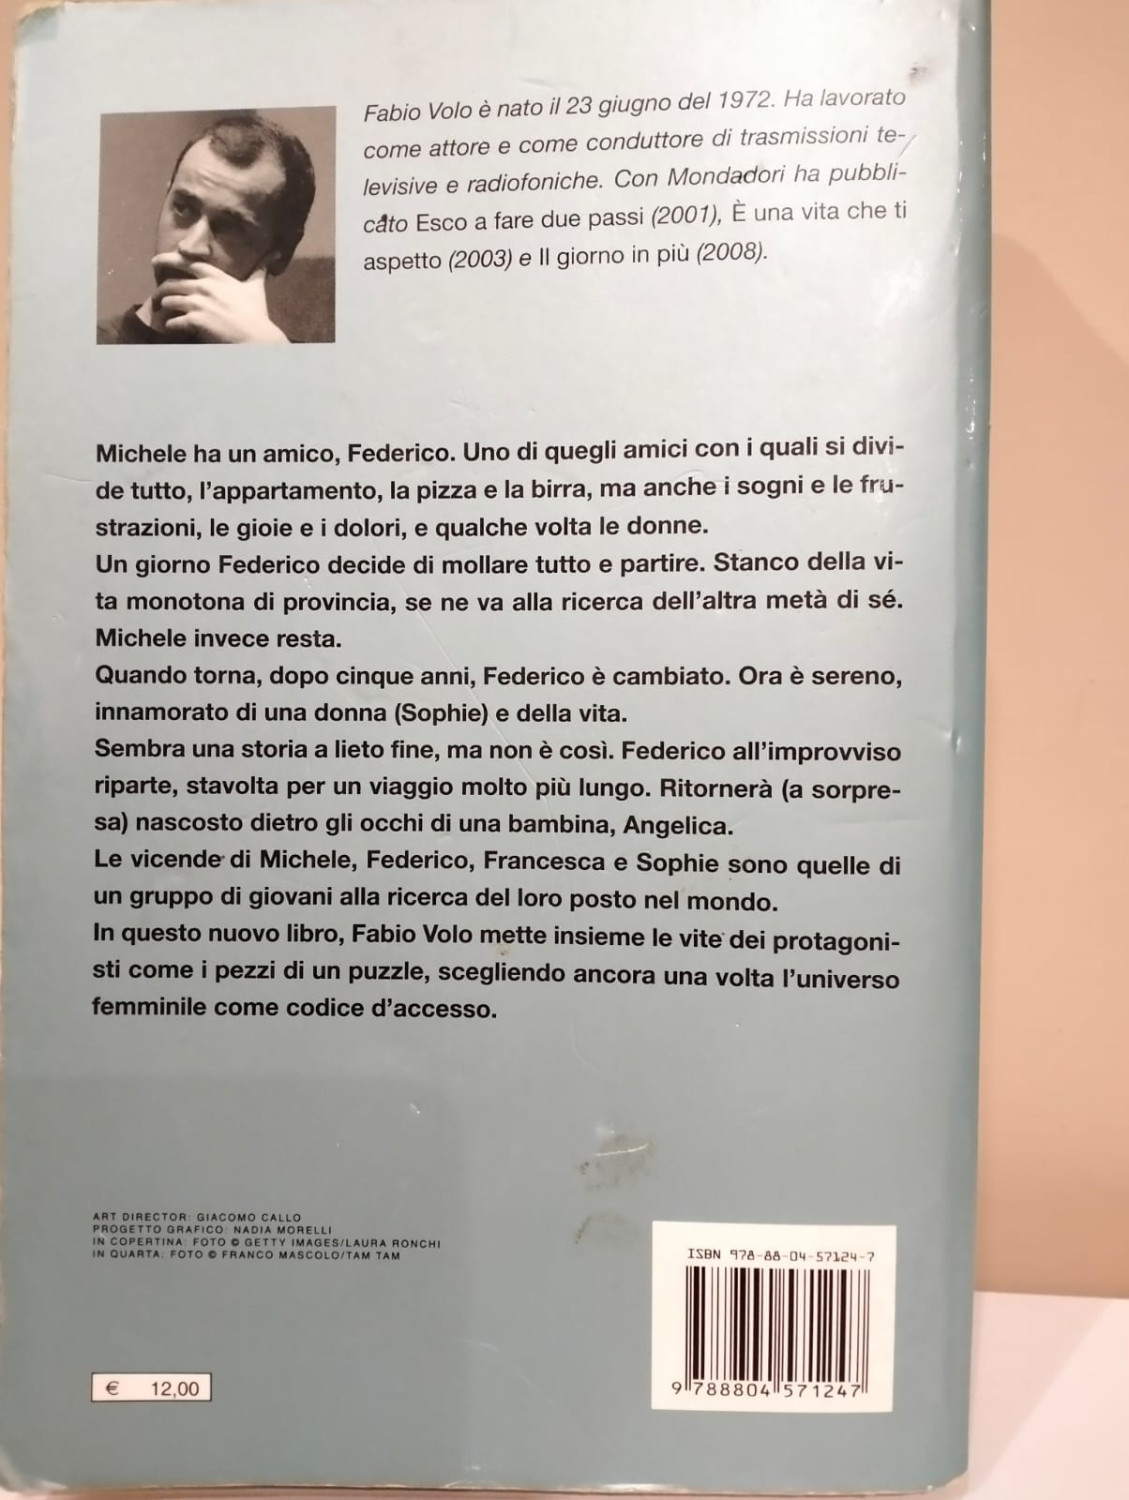 Fabio Volo è nato il 23 giugno del 1972. Ha lavorato
come attore e come conduttore di trasmissioni te-
levisive e radiofoniche. Con Mondadori ha pubbli-
cato Esco a fare due passi (2001), È una vita che ti
aspetto (2003) e Il giorno in più (2008).
Michele ha un amico, Federico. Uno di quegli amici con i quali si divi-
de tutto, l'appartamento, la pizza e la birra, ma anche i sogni e le fru-
strazioni, le gioie e i dolori, e qualche volta le donne.
Un giorno Federico decide di mollare tutto e partire. Stanco della vi-
ta monotona di provincia, se ne va alla ricerca dell'altra metà di sé.
Michele invece resta.
Quando torna, dopo cinque anni, Federico è cambiato. Ora è sereno,
innamorato di una donna (Sophie) e della vita.
Sembra una storia a lieto fine, ma non è così. Federico all'improvviso
riparte, stavolta per un viaggio molto più lungo. Ritornerà (a sorpre-
sa) nascosto dietro gli occhi di una bambina, Angelica.
Le vicende di Michele, Federico, Francesca e Sophie sono quelle di
un gruppo di giovani alla ricerca del loro posto nel mondo.
In questo nuovo libro, Fabio Volo mette insieme le vite dei protagoni-
sti come i pezzi di un puzzle, scegliendo ancora una volta l'universo
femminile come codice d'accesso.
ART DIRECTOR: GIACOMO CALLO
PROGETTO GRAFICO: NADIA MORELLI
IN COPERTINA: FOTO © GETTY IMAGES/LAURA RONCHI
IN QUARTA: FOTO © FRANCO MASCOLO/TAM TAM
ISBN 978-88-04-57124-7
9 788804 571247
€ 12,00